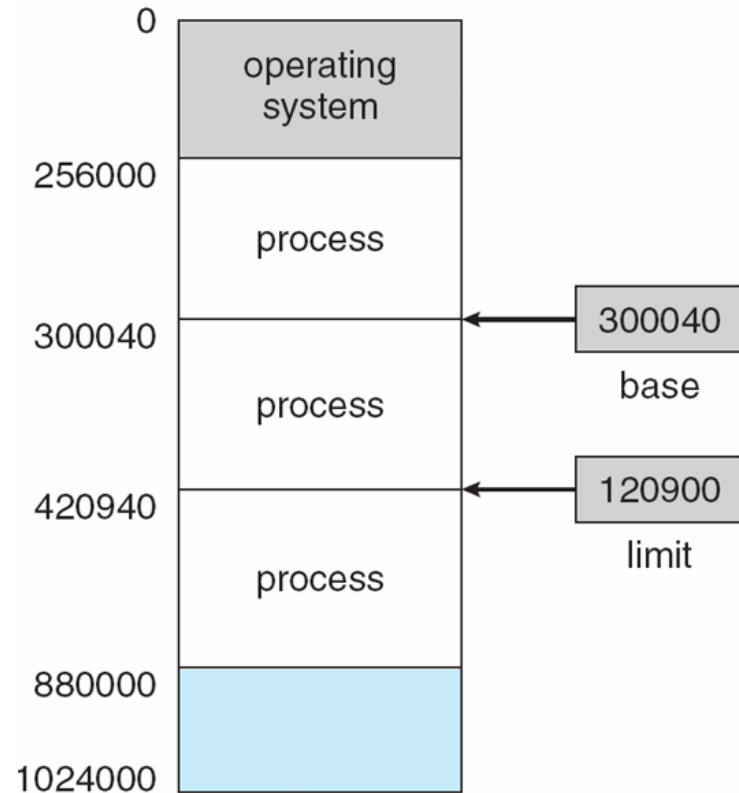 0
operating
system
256000
process
300040
300040
base
process
420940
120900
limit
process
880000
1024000